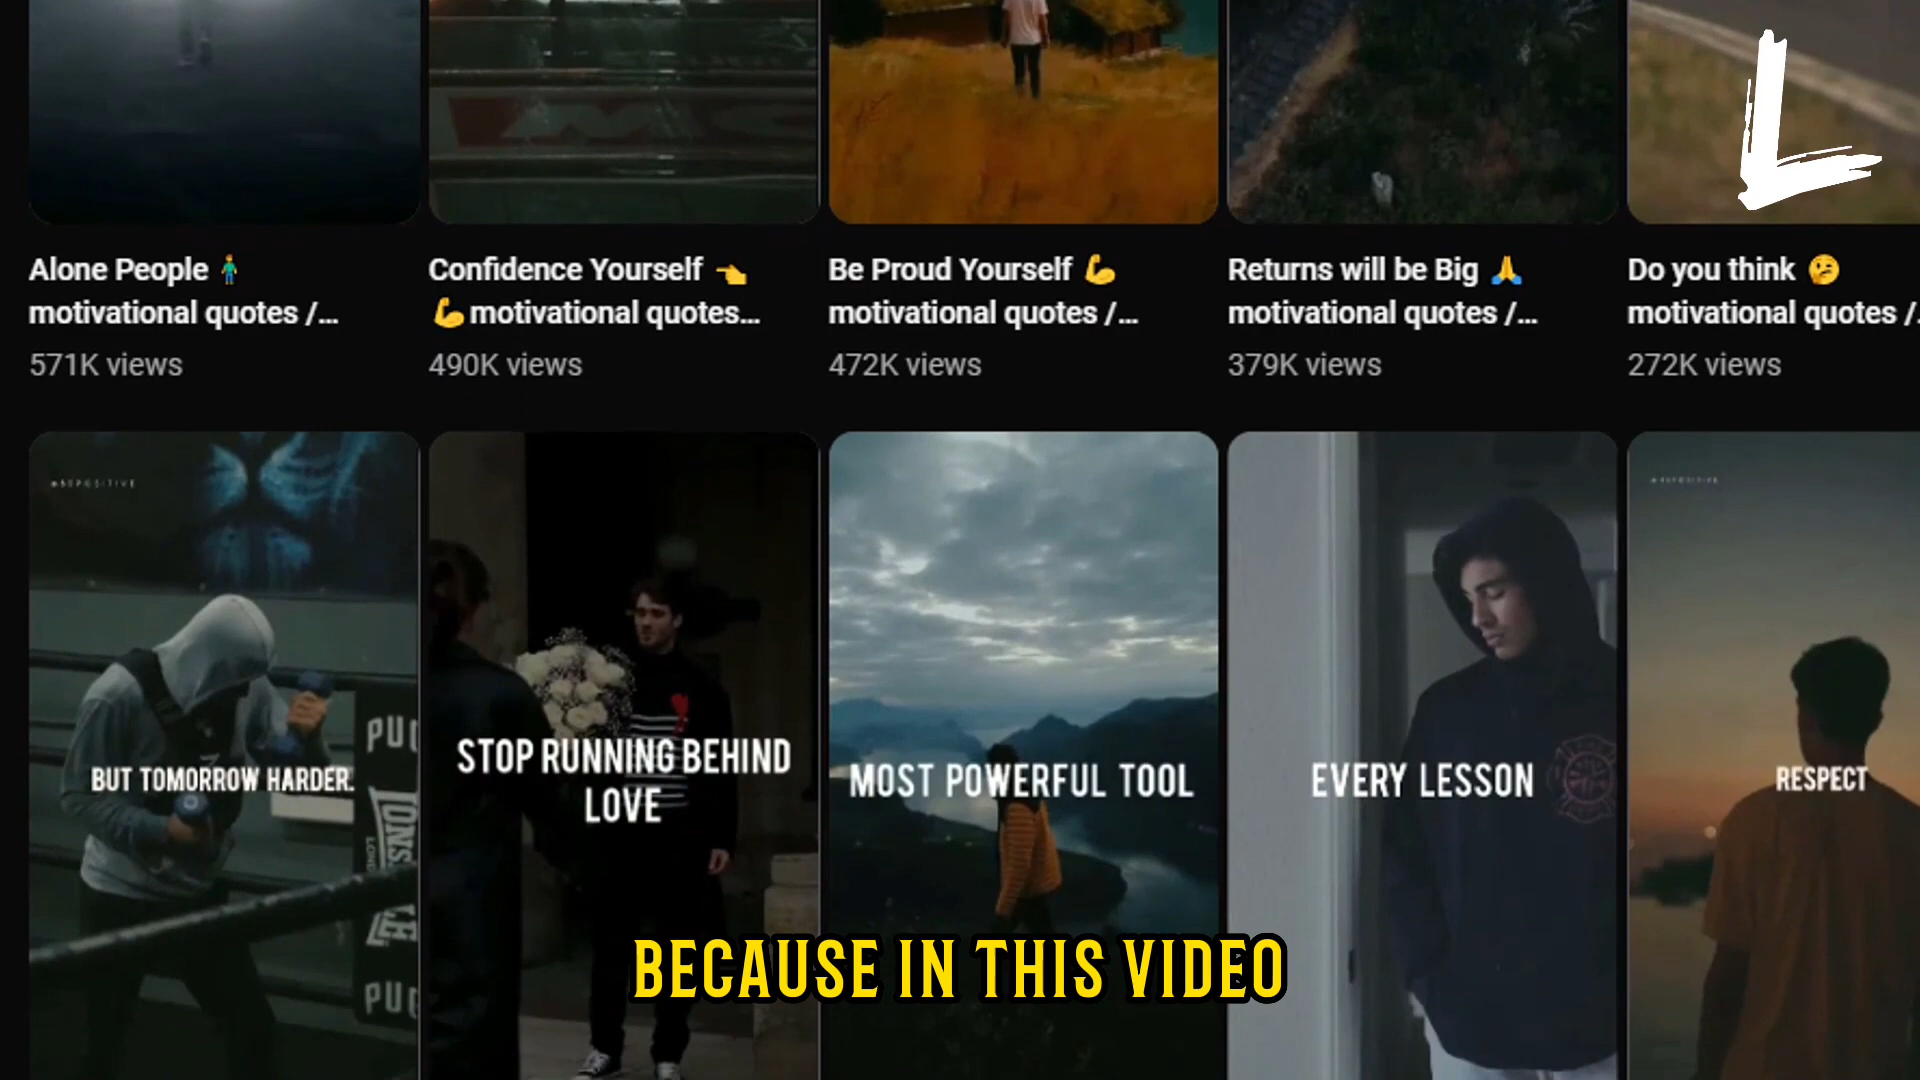 L
Alone People 🧍‍♂️
motivational quotes /...
571K views
Confidence Yourself 👈
💪motivational quotes...
490K views
Be Proud Yourself 💪
motivational quotes /...
472K views
Returns will be Big 🙏
motivational quotes /...
379K views
Do you think 🤔
motivational quotes /
272K views
BUT TOMORROW HARDER.
STOP RUNNING BEHIND
LOVE
MOST POWERFUL TOOL
EVERY LESSON
RESPECT
BECAUSE IN THIS VIDEO